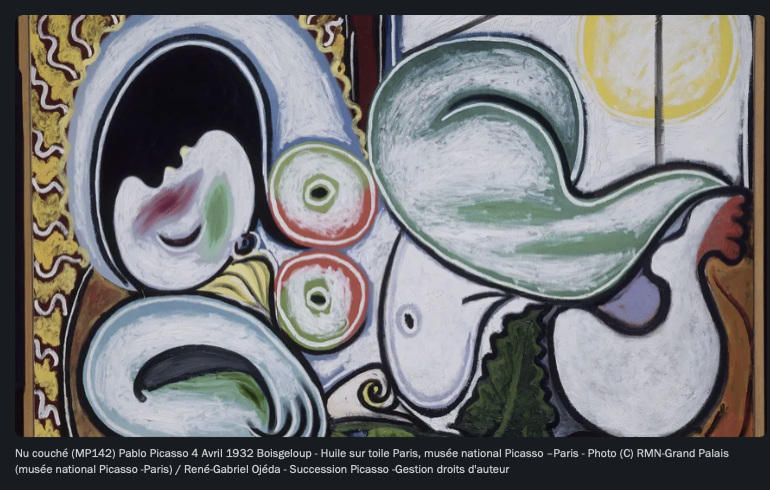 Nu couché (MP142) Pablo Picasso 4 Avril 1932 Boisgeloup - Huile sur toile Paris, musée national Picasso –Paris - Photo (C) RMN-Grand Palais
(musée national Picasso -Paris) / René-Gabriel Ojéda - Succession Picasso -Gestion droits d'auteur